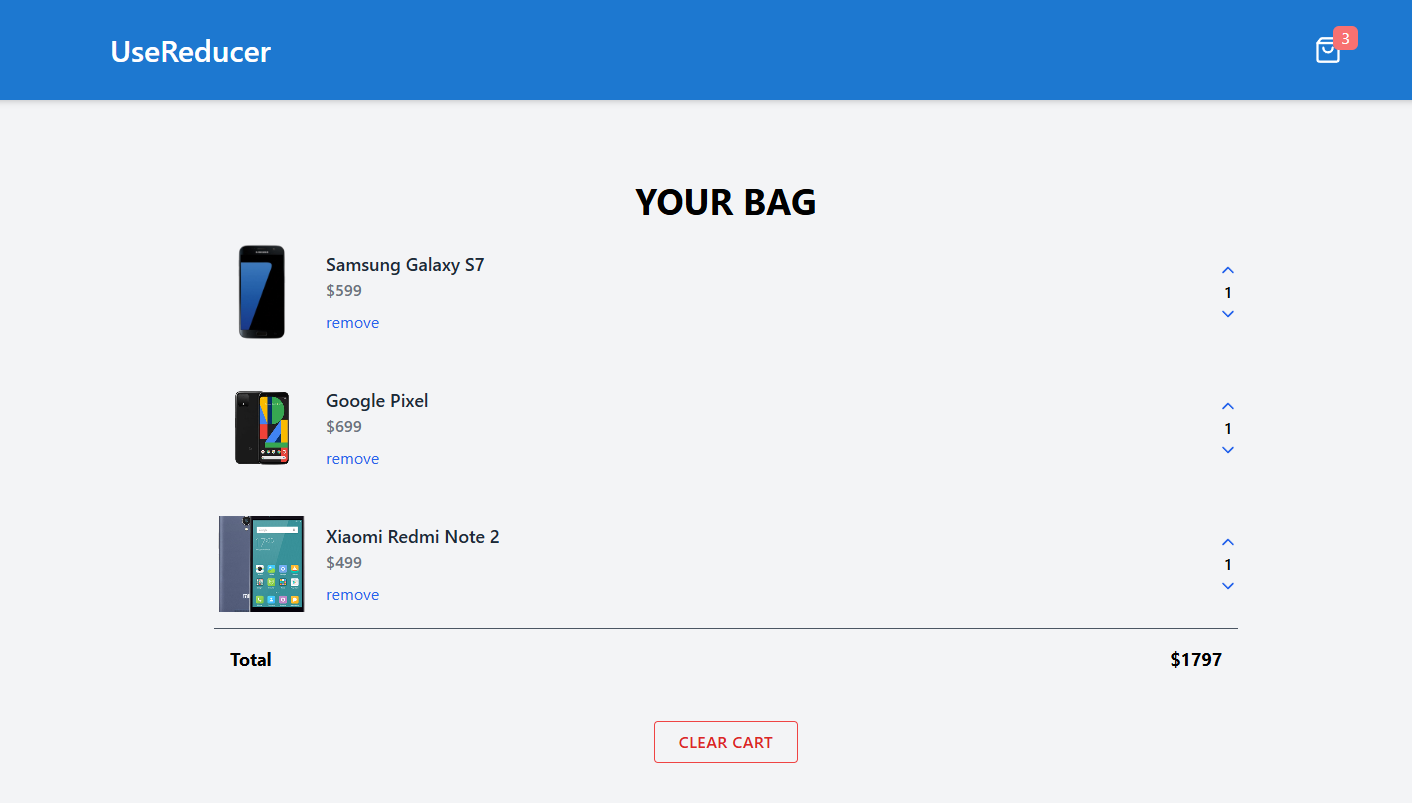 UseReducer
3
YOUR BAG
Samsung Galaxy S7
$599
remove
1
Google Pixel
$699
remove
1
Xiaomi Redmi Note 2
$499
remove
1
Total
$1797
CLEAR CART